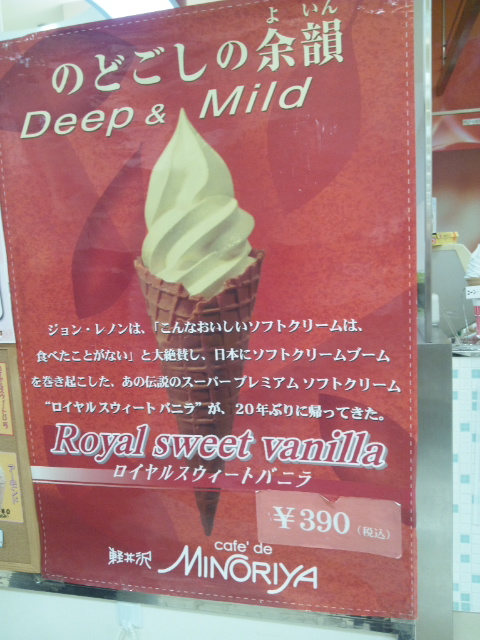 よいん
のどごしの余韻
Deep & Mild
ジョン・レノンは、「こんなおいしいソフトクリームは、
食べたことがない」と大絶賛し、日本にソフトクリームブーム
を巻き起こした、あの伝説のスーパープレミアム ソフトクリーム
“ロイヤルスウィートバニラ”が、20年ぶりに帰ってきた。
Royal sweet vanilla
ロイヤルスウィートバニラ
¥390(税込)
cafe' de
軽井沢 MINORIYA